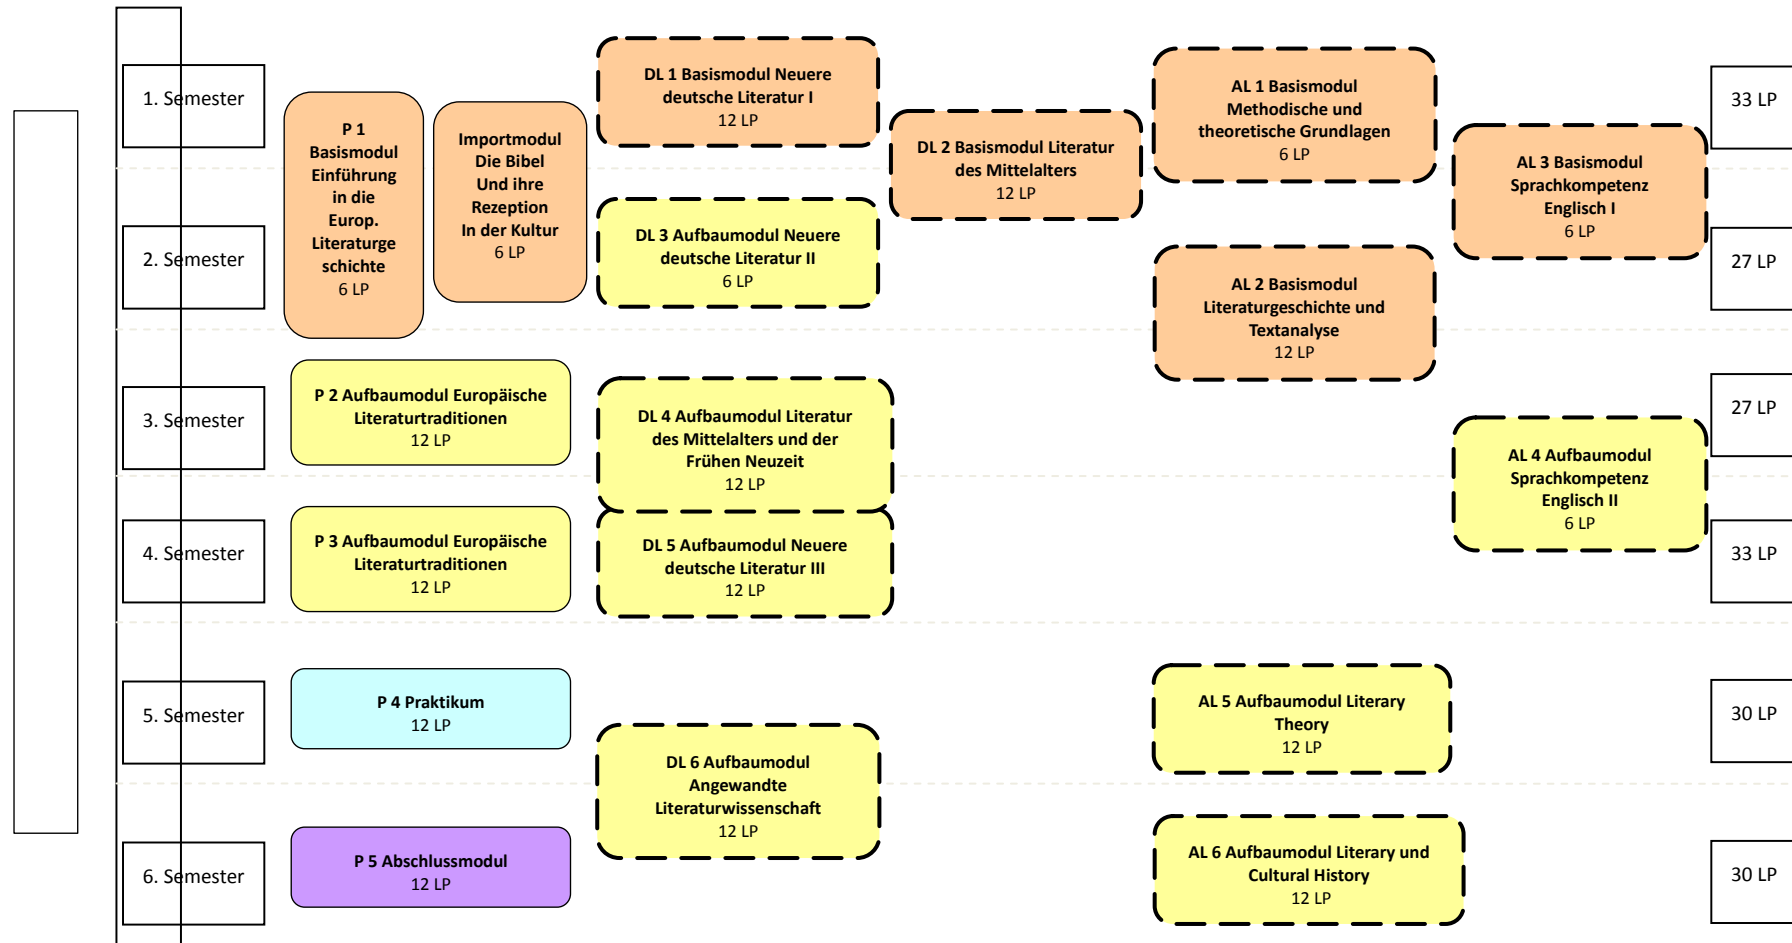 1. Semester
P 1
Basismodul
Einführung
in die
Europ.
Literaturge
schichte
6 LP
Importmodul
Die Bibel
Und ihre
Rezeption
In der Kultur
6 LP
DL 1 Basismodul Neuere
deutsche Literatur I
12 LP
DL 2 Basismodul Literatur
des Mittelalters
12 LP
AL 1 Basismodul
Methodische und
theoretische Grundlagen
6 LP
AL 3 Basismodul
Sprachkompetenz
Englisch I
6 LP
33 LP
2. Semester
DL 3 Aufbaumodul Neuere
deutsche Literatur II
6 LP
AL 2 Basismodul
Literaturgeschichte und
Textanalyse
12 LP
27 LP
3. Semester
P 2 Aufbaumodul Europäische
Literaturtraditionen
12 LP
DL 4 Aufbaumodul Literatur
des Mittelalters und der
Frühen Neuzeit
12 LP
AL 4 Aufbaumodul
Sprachkompetenz
Englisch II
6 LP
27 LP
4. Semester
P 3 Aufbaumodul Europäische
Literaturtraditionen
12 LP
DL 5 Aufbaumodul Neuere
deutsche Literatur III
12 LP
33 LP
5. Semester
P 4 Praktikum
12 LP
DL 6 Aufbaumodul
Angewandte
Literaturwissenschaft
12 LP
AL 5 Aufbaumodul Literary
Theory
12 LP
30 LP
6. Semester
P 5 Abschlussmodul
12 LP
AL 6 Aufbaumodul Literary und
Cultural History
12 LP
30 LP